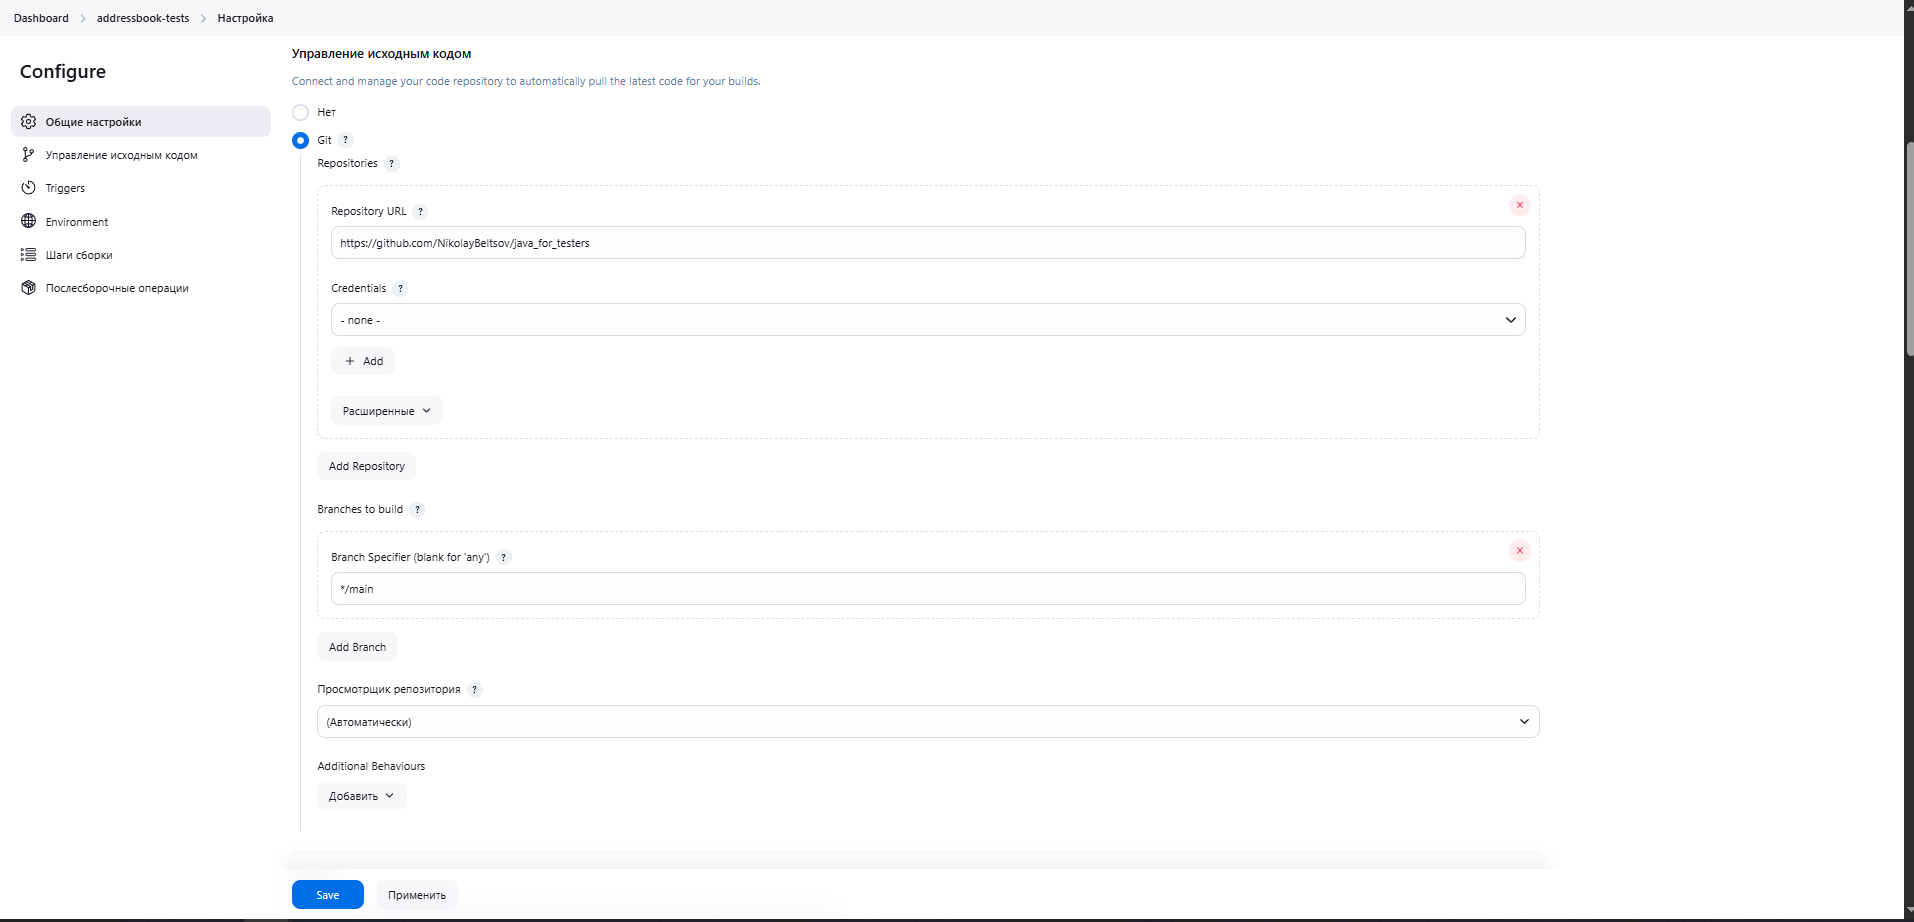 Dashboard > addressbook-tests > Настройка
Configure
Общие настройки
Управление исходным кодом
Triggers
Environment
Шаги сборки
Послесборочные операции
Управление исходным кодом
Connect and manage your code repository to automatically pull the latest code for your builds.
Нет
Git ?
Repositories ?
Repository URL ?
https://github.com/NikolayBeltsov/java_for_testers
Credentials ?
- none -
+ Add
Расширенные
Add Repository
Branches to build ?
Branch Specifier (blank for 'any') ?
*/main
Add Branch
Просмотрщик репозитория ?
(Автоматически)
Additional Behaviours
Добавить
Save
Применить